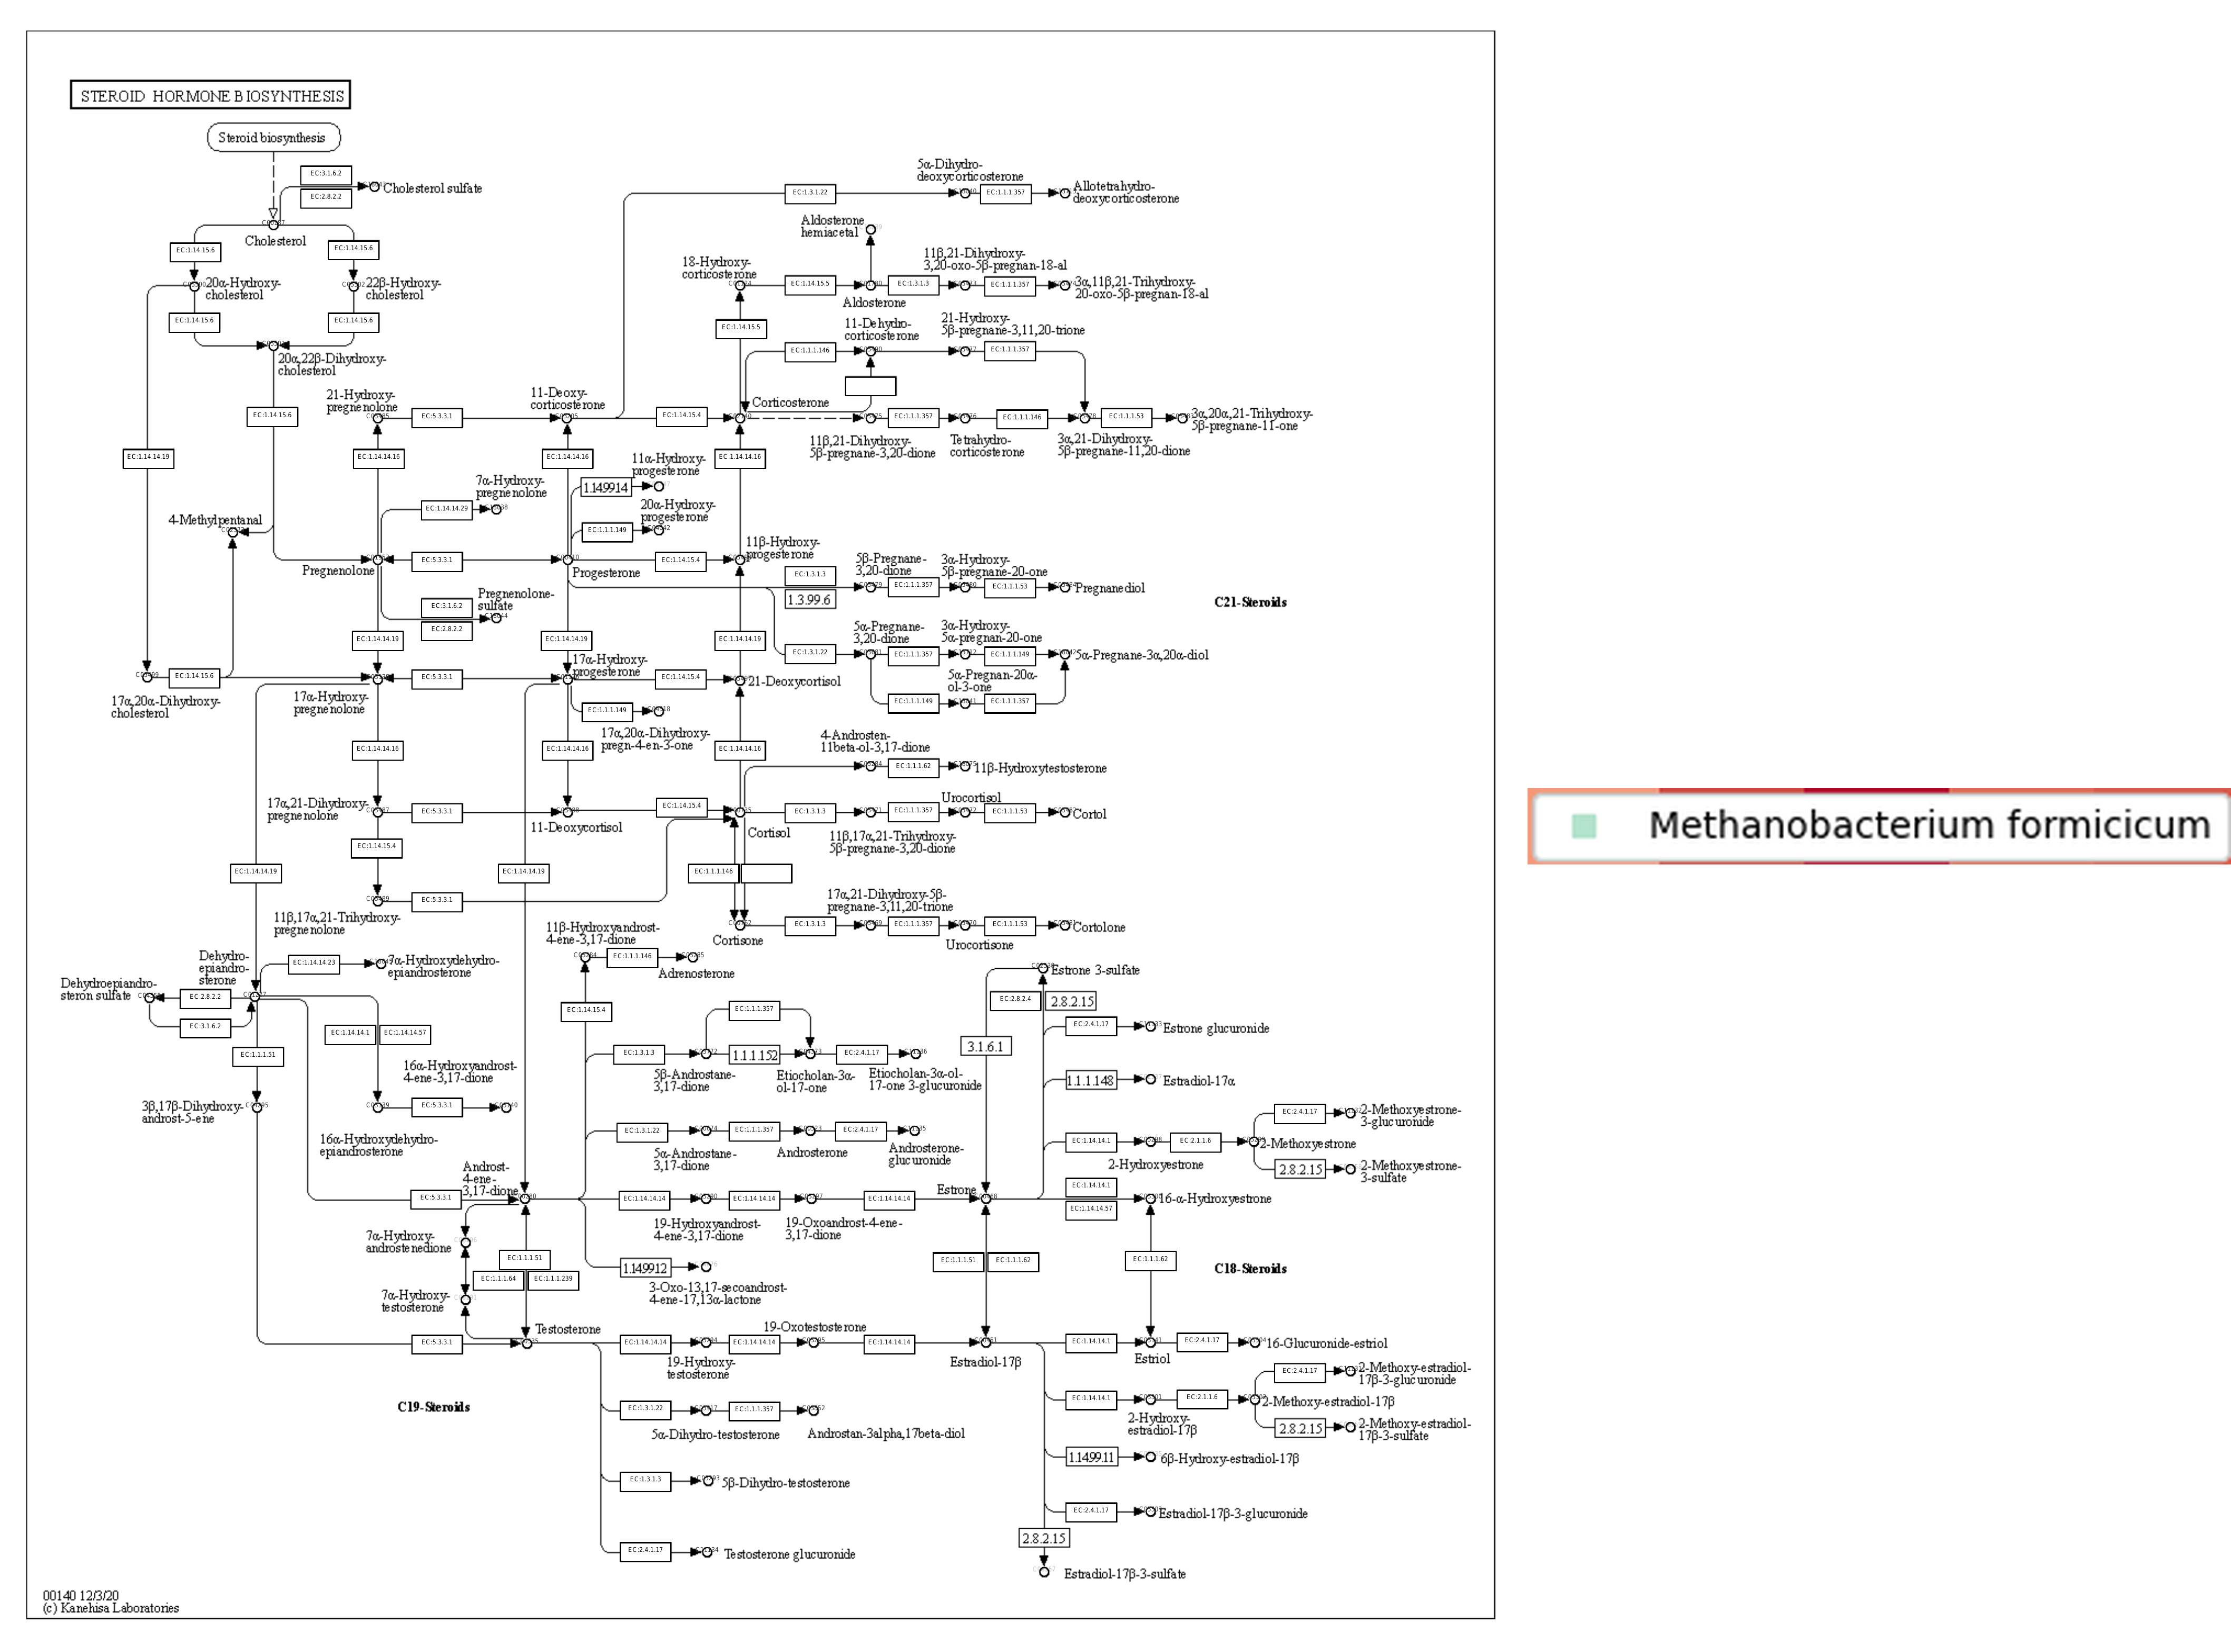 STEROID HORMONE BIOSYNTHESIS
Steroid biosynthesis
EC:3.1.6.2
EC:2.8.2.2
Cholesterol sulfate
Cholesterol
EC:1.14.15.6
EC:1.14.15.6
20α-Hydroxy-
cholesterol
22β-Hydroxy-
cholesterol
EC:1.14.15.6
EC:1.14.15.6
20α,22β-Dihydroxy-
cholesterol
EC:1.14.15.6
EC:1.14.14.19
4-Methylpentanal
17α,20α-Dihydroxy-
cholesterol
EC:1.14.15.6
5α-Dihydro-
deoxycorticosterone
EC:1.3.1.22
EC:1.1.1.357
Allotetrahydro-
deoxycorticosterone
Aldosterone
hemiacetal
18-Hydroxy-
corticosterone
11β,21-Dihydroxy-
3,20-oxo-5β-pregnan-18-al
EC:1.14.15.5
EC:1.3.1.3
EC:1.1.1.357
3α,11β,21-Trihydroxy-
20-oxo-5β-pregnan-18-al
Aldosterone
EC:1.14.15.5
11-Dehydro-
corticosterone
21-Hydroxy-
5β-pregnane-3,11,20-trione
EC:1.1.1.146
EC:1.1.1.357
21-Hydroxy-
pregnenolone
11-Deoxy-
corticosterone
Corticosterone
EC:5.3.3.1
EC:1.14.15.4
EC:1.1.1.357
EC:1.1.1.146
EC:1.1.1.53
3α,20α,21-Trihydroxy-
5β-pregnane-11-one
11β,21-Dihydroxy-
5β-pregnane-3,20-dione
Tetrahydro-
corticosterone
3α,21-Dihydroxy-
5β-pregnane-11,20-dione
EC:1.14.14.16
EC:1.14.14.16
EC:1.14.14.16
11α-Hydroxy-
progesterone
7α-Hydroxy-
pregnenolone
1.14.99.14
EC:1.14.14.29
20α-Hydroxy-
progesterone
EC:1.1.1.149
11β-Hydroxy-
progesterone
Pregnenolone
EC:5.3.3.1
Progesterone
EC:1.14.15.4
EC:1.3.1.3
1.3.99.6
5β-Pregnane-
3,20-dione
3α-Hydroxy-
5β-pregnane-20-one
EC:1.1.1.357
EC:1.1.1.53
Pregnanediol
Pregnenolone-
sulfate
EC:3.1.6.2
EC:2.8.2.2
C21-Steroids
EC:1.14.14.19
EC:1.14.14.19
EC:1.14.14.19
5α-Pregnane-
3,20-dione
3α-Hydroxy-
5α-pregnan-20-one
EC:1.3.1.22
EC:1.1.1.357
EC:1.1.1.149
5α-Pregnane-3α,20α-diol
5α-Pregnan-20α-
ol-3-one
EC:1.1.1.149
EC:1.1.1.357
17α-Hydroxy-
progesterone
EC:5.3.3.1
EC:1.14.15.4
21-Deoxycortisol
17α-Hydroxy-
pregnenolone
EC:1.1.1.149
17α,20α-Dihydroxy-
pregn-4-en-3-one
EC:1.14.14.16
EC:1.14.14.16
EC:1.14.14.16
4-Androsten-
11beta-ol-3,17-dione
EC:1.1.1.62
11β-Hydroxytestosterone
17α,21-Dihydroxy-
pregnenolone
EC:5.3.3.1
11-Deoxycortisol
EC:1.14.15.4
Cortisol
EC:1.3.1.3
EC:1.1.1.357
Urocortisol
EC:1.1.1.53
Cortol
11β,17α,21-Trihydroxy-
5β-pregnane-3,20-dione
EC:1.14.15.4
EC:1.14.14.19
EC:1.14.14.19
EC:1.1.1.146
EC:5.3.3.1
11β,17α,21-Trihydroxy-
pregnenolone
17α,21-Dihydroxy-5β-
pregnane-3,11,20-trione
EC:1.3.1.3
EC:1.1.1.357
EC:1.1.1.53
Cortolone
Cortisone
Urocortisone
11β-Hydroxyandrost-
4-ene-3,17-dione
EC:1.1.1.146
Adrenosterone
Dehydro-
epiandro-
sterone
EC:1.14.14.23
7α-Hydroxydehydro-
epiandrosterone
Dehydroepiandro-
steron sulfate
EC:2.8.2.2
EC:3.1.6.2
EC:1.14.14.1
EC:1.14.14.57
EC:1.1.1.51
16α-Hydroxyandrost-
4-ene-3,17-dione
3β,17β-Dihydroxy-
androst-5-ene
EC:5.3.3.1
16α-Hydroxydehydro-
epiandrosterone
EC:1.14.15.4
EC:1.1.1.357
EC:1.3.1.3
1.1.1.152
EC:2.4.1.17
5β-Androstane-
3,17-dione
Etiocholan-3α-
ol-17-one
Etiocholan-3α-ol-
17-one 3-glucuronide
EC:1.3.1.22
EC:1.1.1.357
EC:2.4.1.17
5α-Androstane-
3,17-dione
Androsterone
Androsterone-
glucuronide
Estrone 3-sulfate
EC:2.8.2.4
2.8.2.15
3.1.6.1
EC:2.4.1.17
Estrone glucuronide
1.1.1.148
Estradiol-17α
EC:1.14.14.1
EC:2.1.1.6
2-Hydroxyestrone
2-Methoxyestrone
EC:2.4.1.17
2-Methoxyestrone-
3-glucuronide
2.8.2.15
2-Methoxyestrone-
3-sulfate
Androst-
4-ene-
3,17-dione
EC:5.3.3.1
EC:1.14.14.14
EC:1.14.14.14
EC:1.14.14.14
Estrone
EC:1.14.14.1
EC:1.14.14.57
16-α-Hydroxyestrone
19-Hydroxyandrost-
4-ene-3,17-dione
19-Oxoandrost-4-ene-
3,17-dione
7α-Hydroxy-
androstenedione
EC:1.1.1.51
EC:1.1.1.64
EC:1.1.1.239
1.14.99.12
3-Oxo-13,17-secoandrost-
4-ene-17,13α-lactone
EC:1.1.1.51
EC:1.1.1.62
EC:1.1.1.62
C18-Steroids
7α-Hydroxy-
testosterone
EC:5.3.3.1
Testosterone
EC:1.14.14.14
EC:1.14.14.14
19-Oxotestosterone
EC:1.14.14.14
19-Hydroxy-
testosterone
Estradiol-17β
EC:1.14.14.1
Estriol
EC:2.4.1.17
16-Glucuronide-estriol
C19-Steroids
EC:1.3.1.22
EC:1.1.1.357
5α-Dihydro-testosterone
Androstan-3alpha,17beta-diol
EC:1.14.14.1
EC:2.1.1.6
2-Hydroxy-
estradiol-17β
2-Methoxy-estradiol-17β
EC:2.4.1.17
2-Methoxy-estradiol-
17β-3-glucuronide
2.8.2.15
2-Methoxy-estradiol-
17β-3-sulfate
1.14.99.11
6β-Hydroxy-estradiol-17β
EC:1.3.1.3
5β-Dihydro-testosterone
EC:2.4.1.17
Estradiol-17β-3-glucuronide
2.8.2.15
EC:2.4.1.17
Testosterone glucuronide
Estradiol-17β-3-sulfate
00140 12/3/20
(c) Kanehisa Laboratories
Methanobacterium formicicum